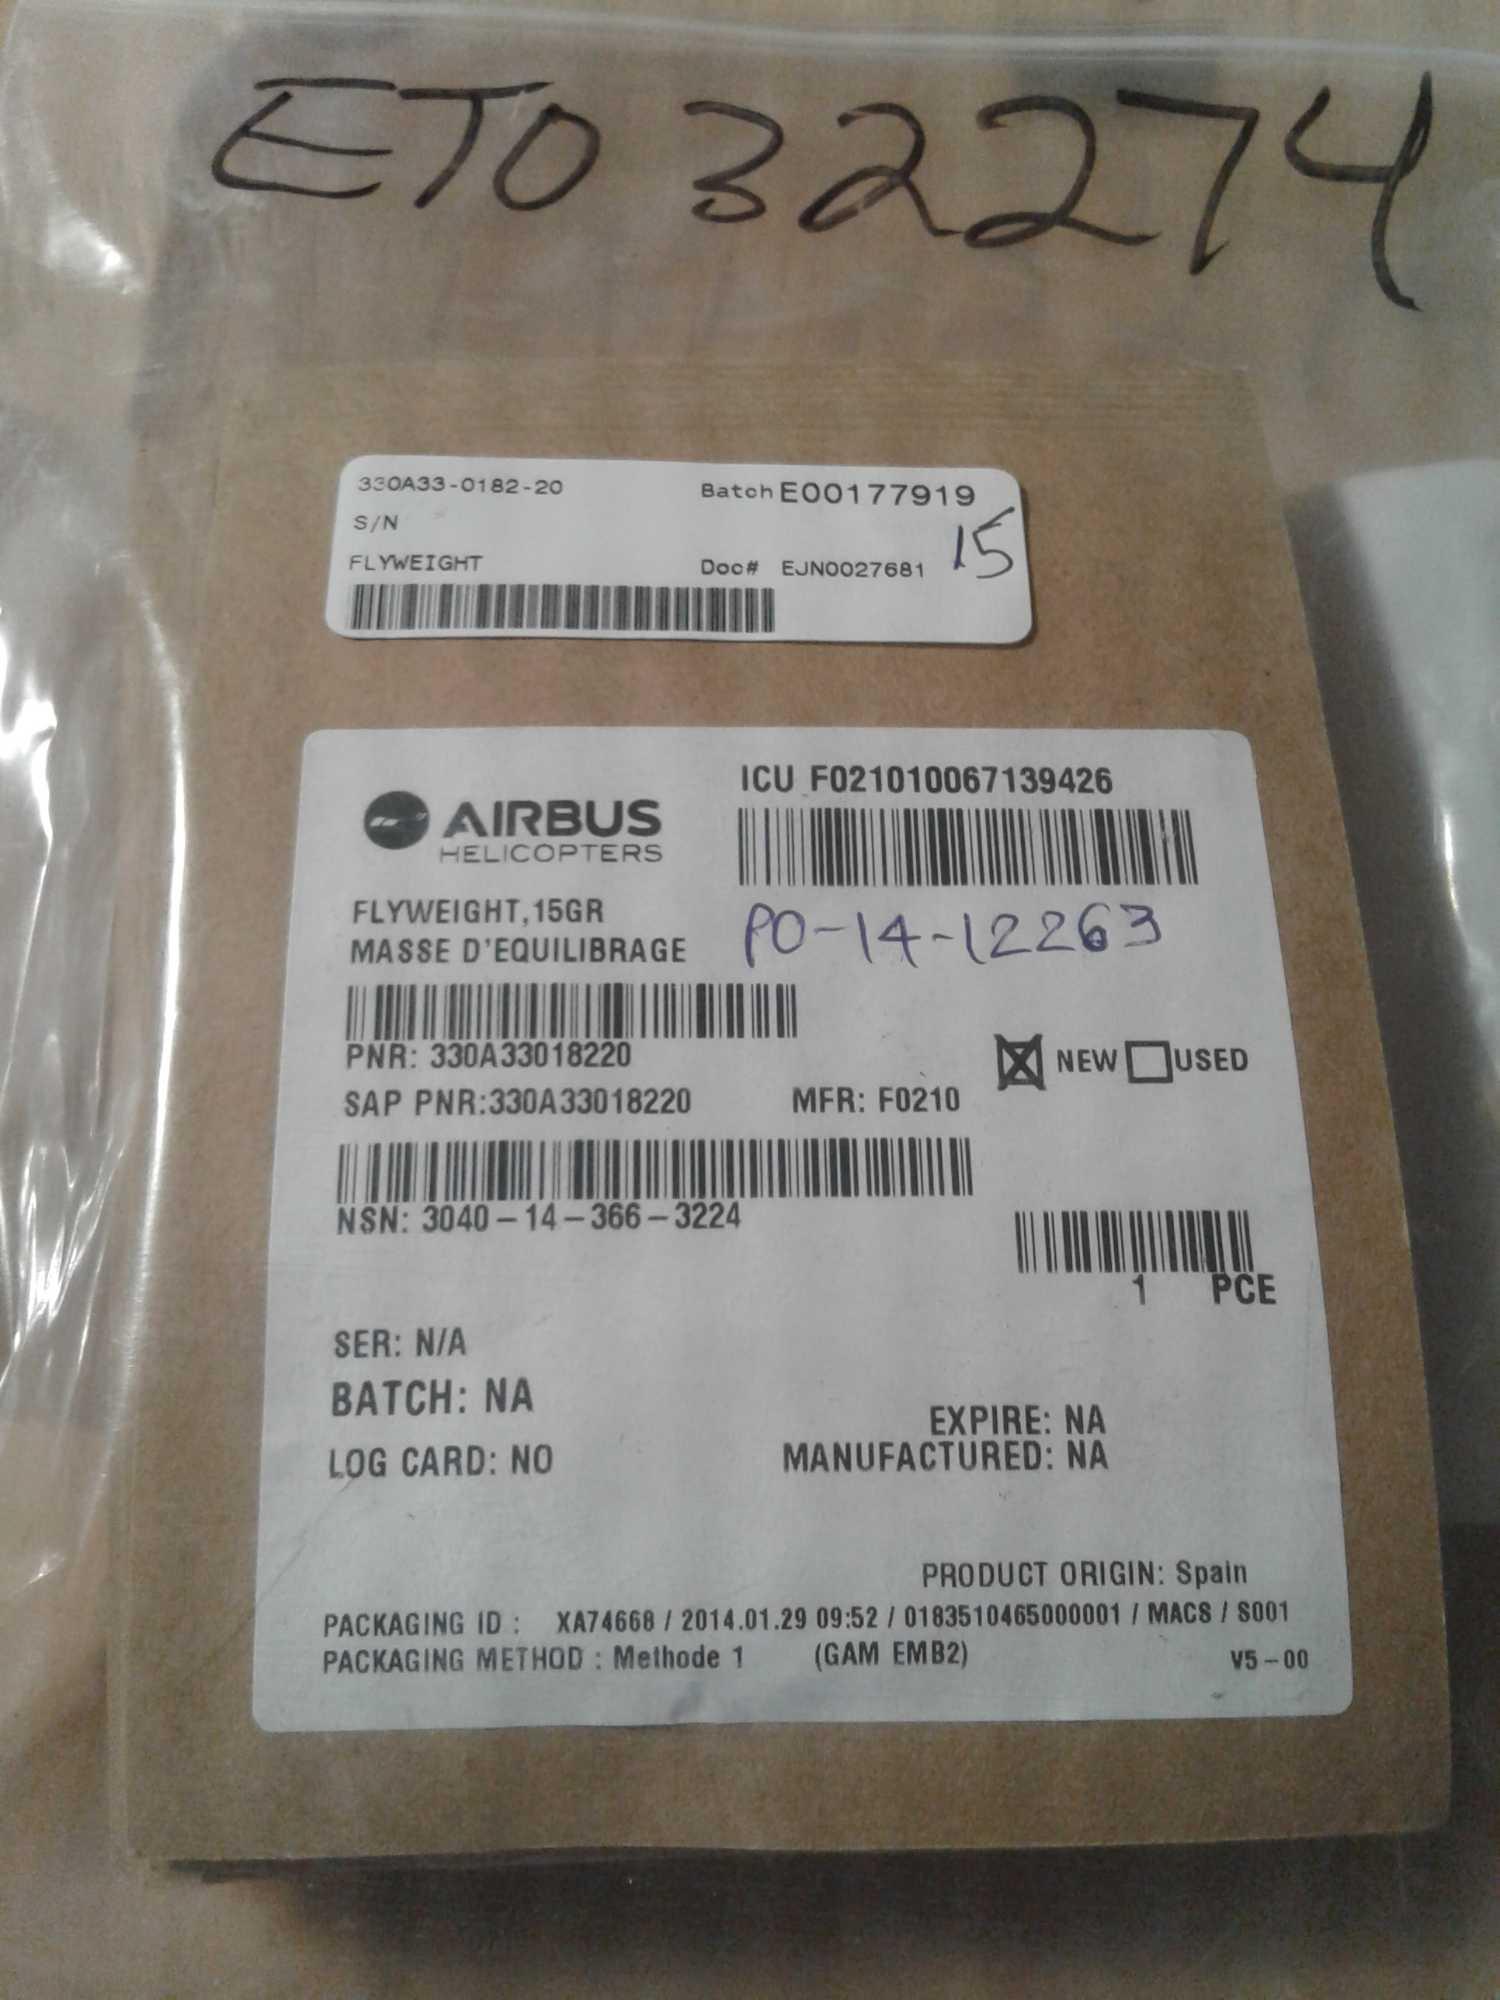 ETO 32274
330A33-0182-20 Batch E00177919
S/N 15
FLYWEIGHT Doc# EJN0027681
ICU F021010067139426
AIRBUS
HELICOPTERS
FLYWEIGHT,15GR
MASSE D'EQUILIBRAGE
PO-14-12263
PNR: 330A33018220
NEW USED
SAP PNR:330A33018220 MFR: F0210
NSN: 3040-14-366-3224
1 PCE
SER: N/A
BATCH: NA
EXPIRE: NA
LOG CARD: NO MANUFACTURED: NA
PRODUCT ORIGIN: Spain
PACKAGING ID : XA74668 / 2014.01.29 09:52 / 0183510465000001 / MACS / S001
PACKAGING METHOD : Methode 1 (GAM EMB2) V5-00